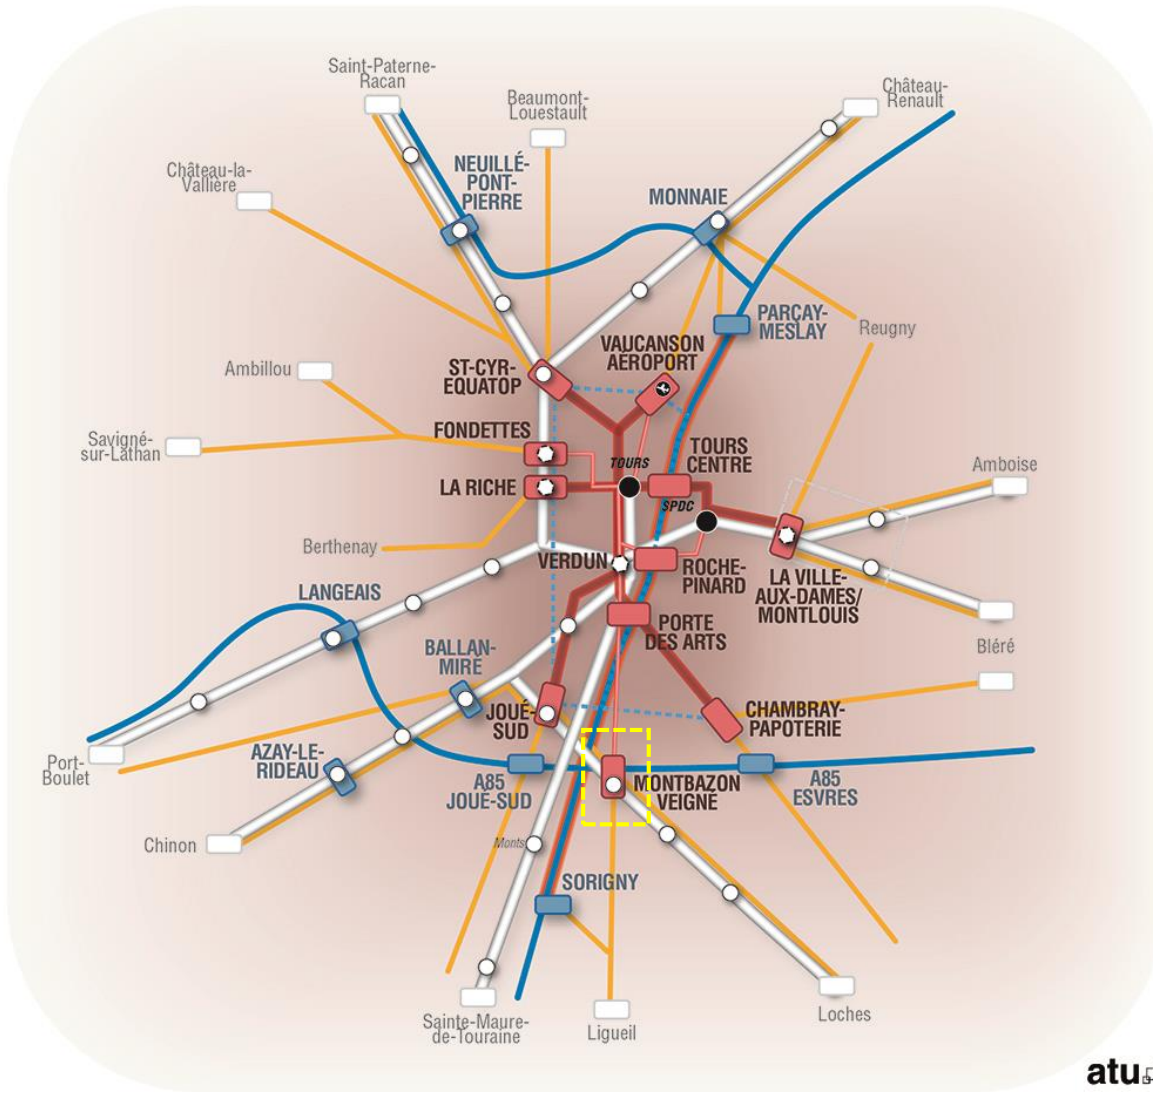 Saint-Paterne-
Racan
Château-
Renault
Beaumont-
Louestault
Château-la-
Vallière
NEUILLÉ-
PONT-
PIERRE
MONNAIE
PARÇAY-
MESLAY
Reugny
VAUCANSON
AÉROPORT
ST-CYR-
EQUATOP
Ambillou
FONDETTES
Savigné-
sur-Lathan
TOURS
TOURS
CENTRE
Amboise
LA RICHE
SPDC
Berthenay
VERDUN
ROCHE-
PINARD
LA VILLE-
AUX-DAMES/
MONTLOUIS
LANGEAIS
PORTE
DES ARTS
Bléré
BALLAN-
MIRÉ
JOUÉ-
SUD
CHAMBRAY-
PAPOTERIE
Port-
Boulet
AZAY-LE-
RIDEAU
A85
JOUÉ-SUD
MONTBAZON
VEIGNÉ
A85
ESVRES
Chinon
Monts
SORIGNY
Sainte-Maure-
de-Touraine
Ligueil
Loches
atu